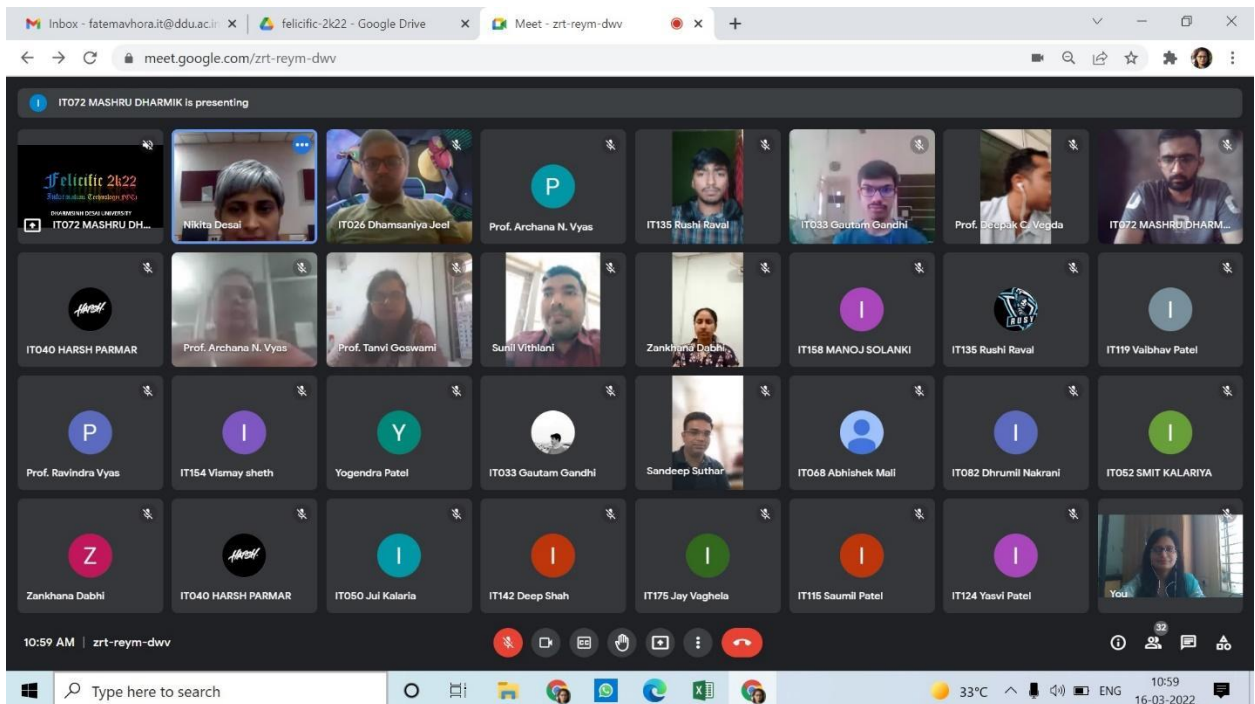 Inbox - fatemavhora.it@ddu.ac.in
felicific-2k22 - Google Drive
Meet - zrt-reym-dwv
meet.google.com/zrt-reym-dwv
I IT072 MASHRU DHARMIK is presenting
Felicific 2k22
Information Technology
DHARMSINH DESAI UNIVERSITY
IT072 MASHRU DH...
Nikita Desai
IT026 Dhamsaniya Jeel
P
Prof. Archana N. Vyas
IT135 Rushi Raval
IT033 Gautam Gandhi
Prof. Deepak C. Vegda
IT072 MASHRU DHARM...
HARSH.
IT040 HARSH PARMAR
Prof. Archana N. Vyas
Prof. Tanvi Goswami
Sunil Vithlani
Zankhana Dabhi
I
IT158 MANOJ SOLANKI
RUSY
IT135 Rushi Raval
I
IT119 Vaibhav Patel
P
Prof. Ravindra Vyas
I
IT154 Vismay sheth
Y
Yogendra Patel
IT033 Gautam Gandhi
Sandeep Suthar
IT068 Abhishek Mali
I
IT082 Dhrumil Nakrani
I
IT052 SMIT KALARIYA
Z
Zankhana Dabhi
HARSH.
IT040 HARSH PARMAR
I
IT050 Jui Kalaria
I
IT142 Deep Shah
I
IT175 Jay Vaghela
I
IT115 Saumil Patel
I
IT124 Yasvi Patel
You
10:59 AM | zrt-reym-dwv
CC
32
Type here to search
33°C
ENG
10:59
16-03-2022